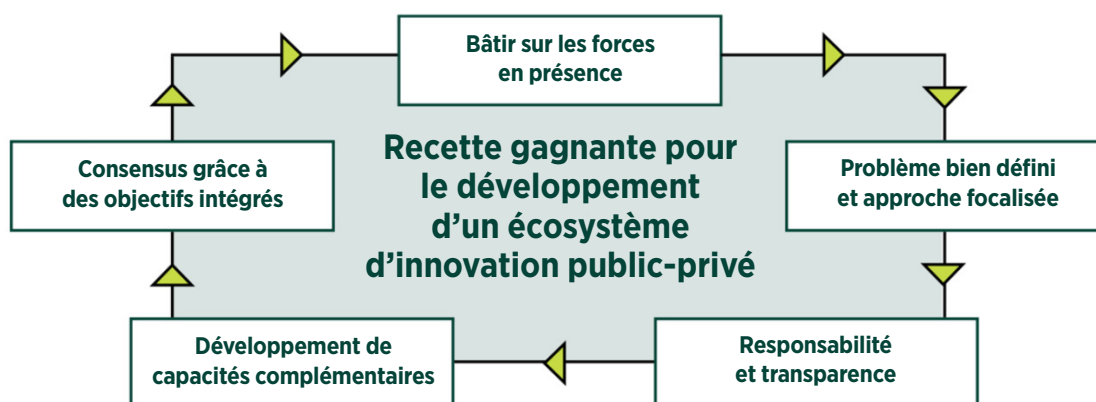 Bâtir sur les forces
en présence
Recette gagnante pour
le développement
d'un écosystème
d'innovation public-privé
Consensus grâce à
des objectifs intégrés
Problème bien défini
et approche focalisée
Développement de
capacités complémentaires
Responsabilité
et transparence